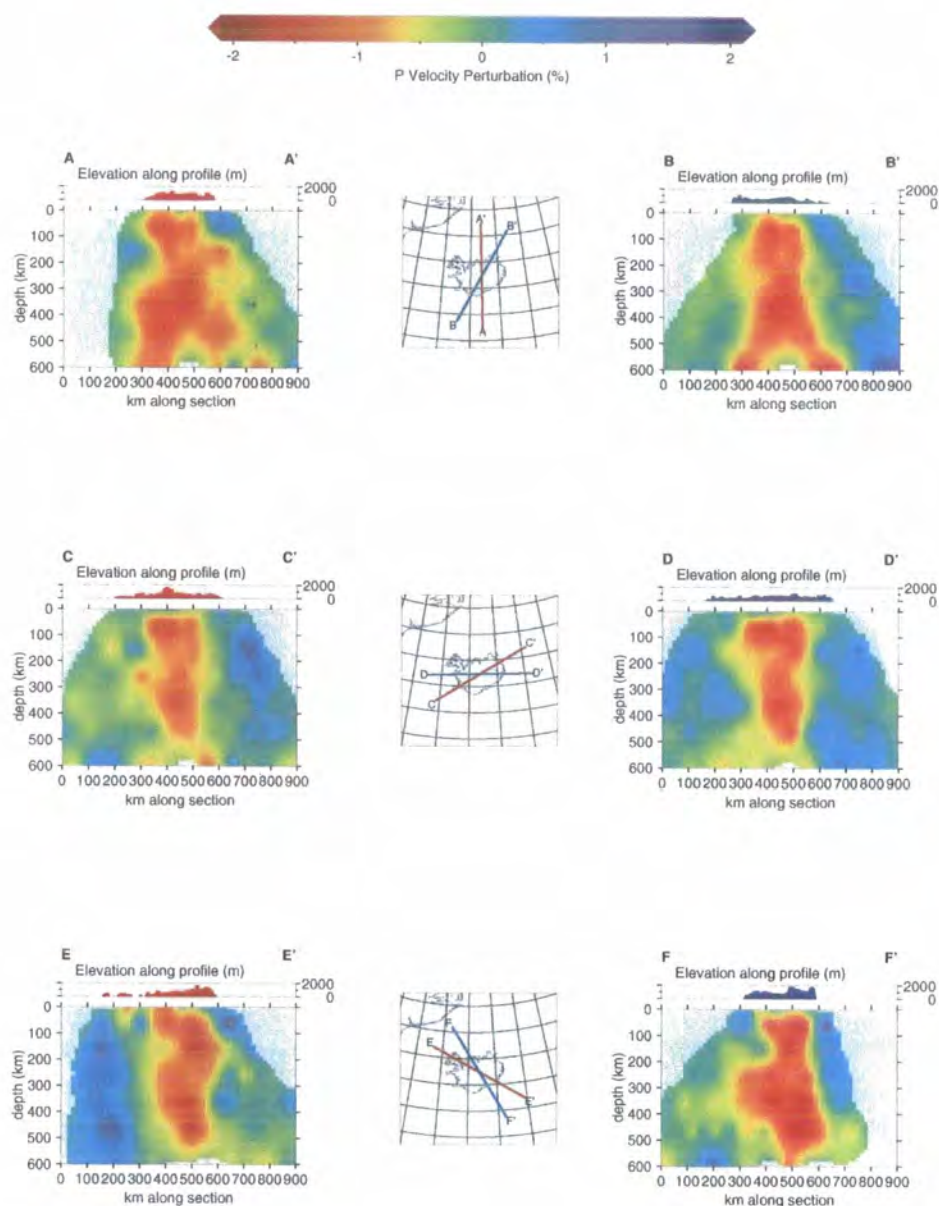 -2 -1 0 1 2
P Velocity Perturbation (%)
A A'
Elevation along profile (m)
2000
0
0
100
200
300
400
500
600
depth (km)
0 100 200 300 400 500 600 700 800 900
km along section
A'
B'
B
A
B B'
Elevation along profile (m)
2000
0
0
100
200
300
400
500
600
depth (km)
0 100 200 300 400 500 600 700 800 900
km along section
C C'
Elevation along profile (m)
2000
0
0
100
200
300
400
500
600
depth (km)
0 100 200 300 400 500 600 700 800 900
km along section
C'
D D'
C
D D'
Elevation along profile (m)
2000
0
0
100
200
300
400
500
600
depth (km)
0 100 200 300 400 500 600 700 800 900
km along section
E E'
Elevation along profile (m)
2000
0
0
100
200
300
400
500
600
depth (km)
0 100 200 300 400 500 600 700 800 900
km along section
F
E
E'
F'
F F'
Elevation along profile (m)
2000
0
0
100
200
300
400
500
600
depth (km)
0 100 200 300 400 500 600 700 800 900
km along section